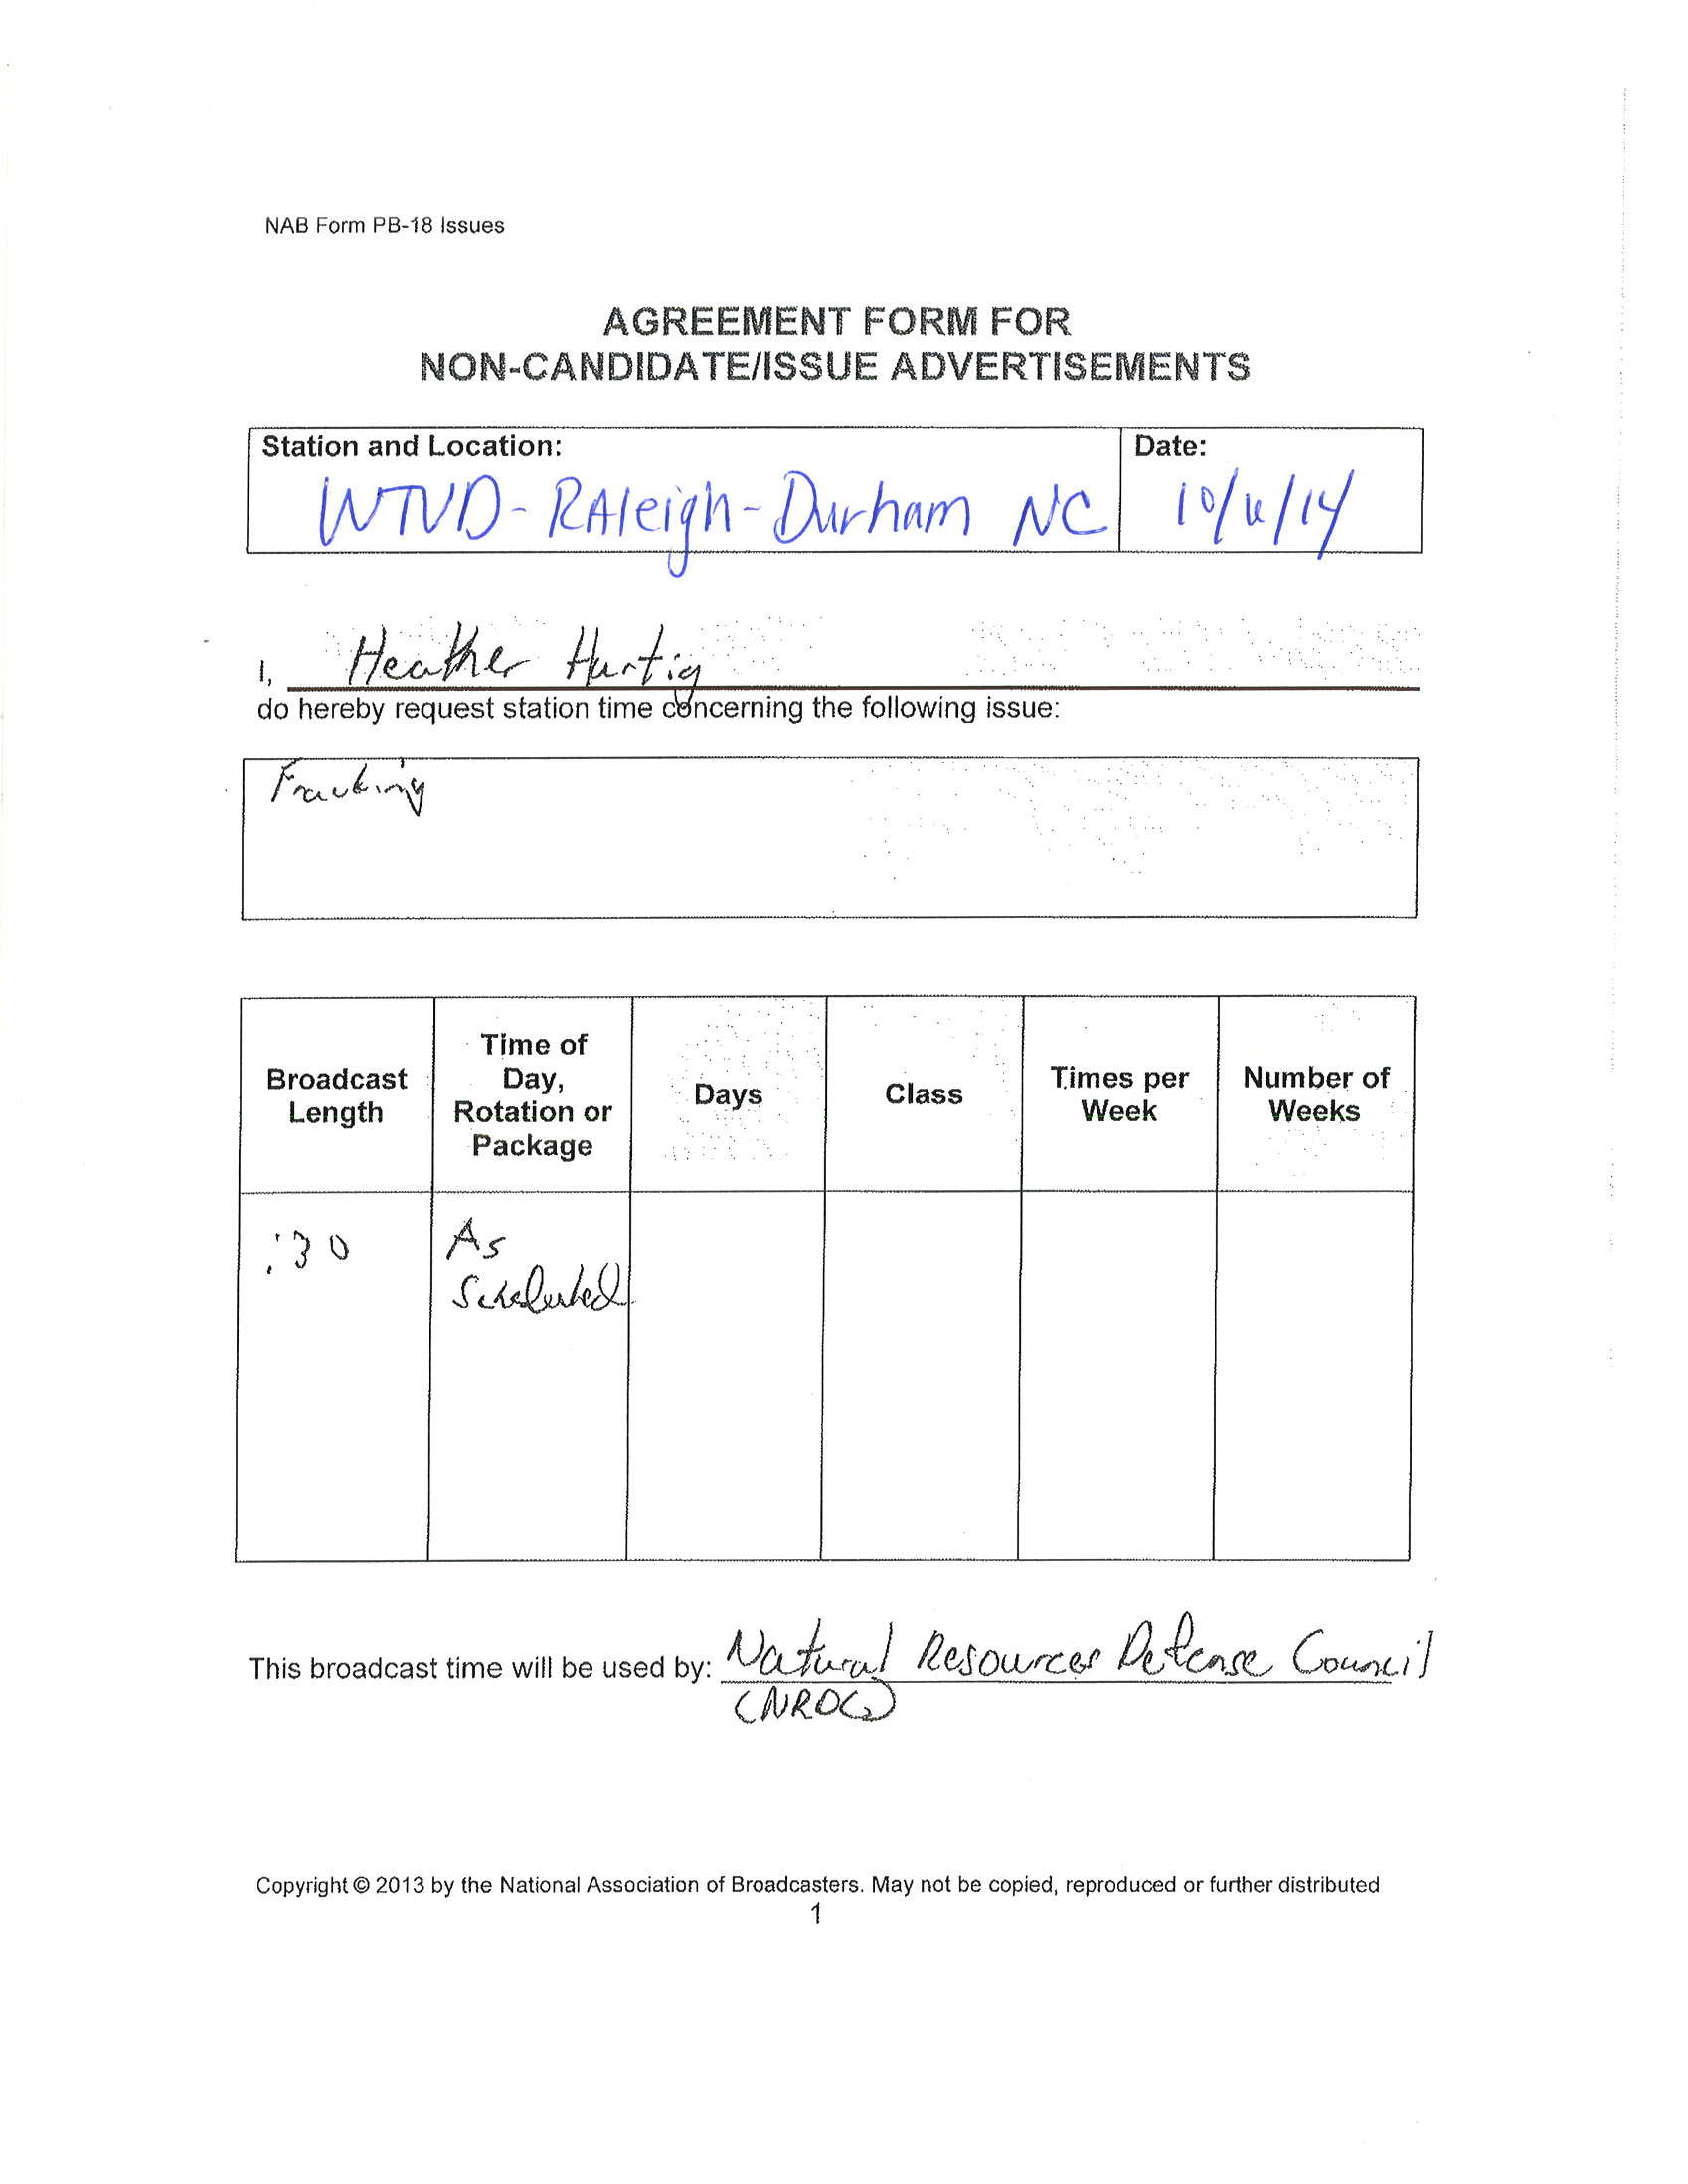 NAB Form PB-18 Issues
AGREEMENT FORM FOR
NON-CANDIDATE/ISSUE ADVERTISEMENTS
Station and Location:
Date:
WTVD - RAleigh - Durham NC
10/6/14
I, Heather Hurtig
do hereby request station time concerning the following issue:
Fracking
Broadcast Length
Time of Day, Rotation or Package
Days
Class
Times per Week
Number of Weeks
:30
As
Scheduled
This broadcast time will be used by: Natural Resources Defense Council
(NRDC)
Copyright © 2013 by the National Association of Broadcasters. May not be copied, reproduced or further distributed
1